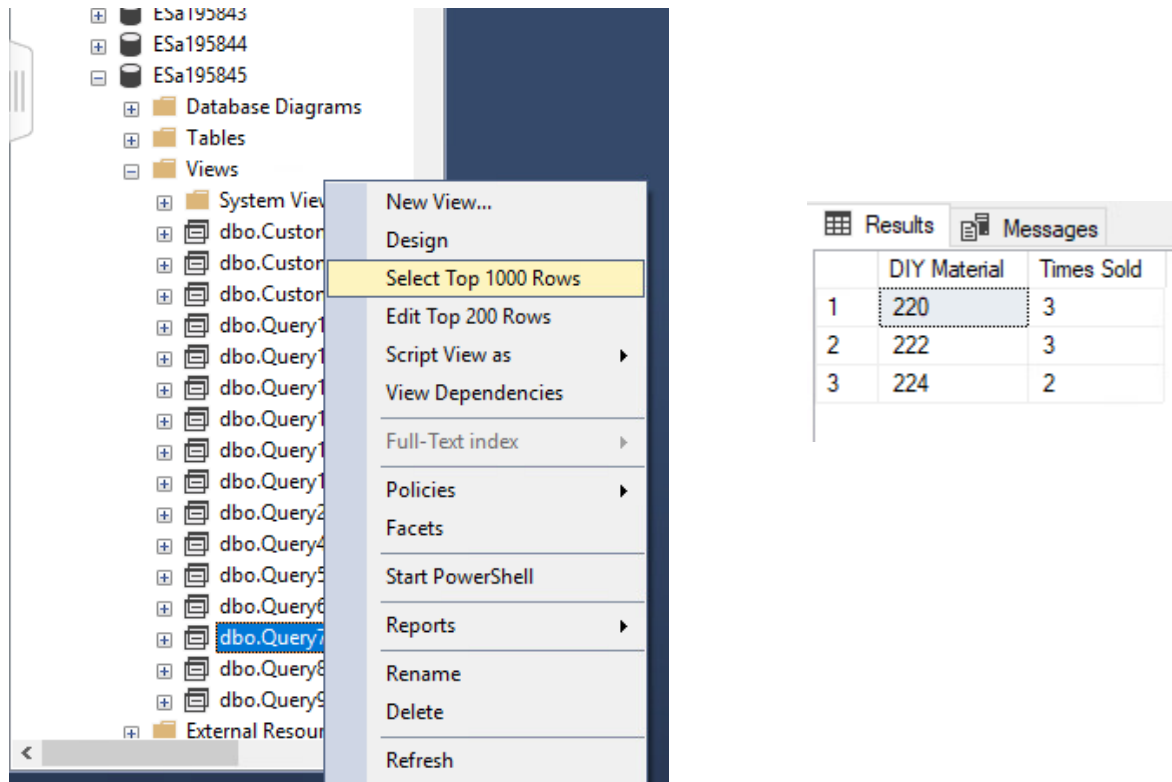 ESa195843
ESa195844
ESa195845
Database Diagrams
Tables
Views
System View
dbo.Custor
dbo.Custor
dbo.Custor
dbo.Query1
dbo.Query1
dbo.Query1
dbo.Query1
dbo.Query1
dbo.Query1
dbo.Query2
dbo.Query4
dbo.Query5
dbo.Query6
dbo.Query7
dbo.Query8
dbo.Query9
External Resour
New View...
Design
Select Top 1000 Rows
Edit Top 200 Rows
Script View as
View Dependencies
Full-Text index
Policies
Facets
Start PowerShell
Reports
Rename
Delete
Refresh
Results Messages
DIY Material Times Sold
1 220 3
2 222 3
3 224 2